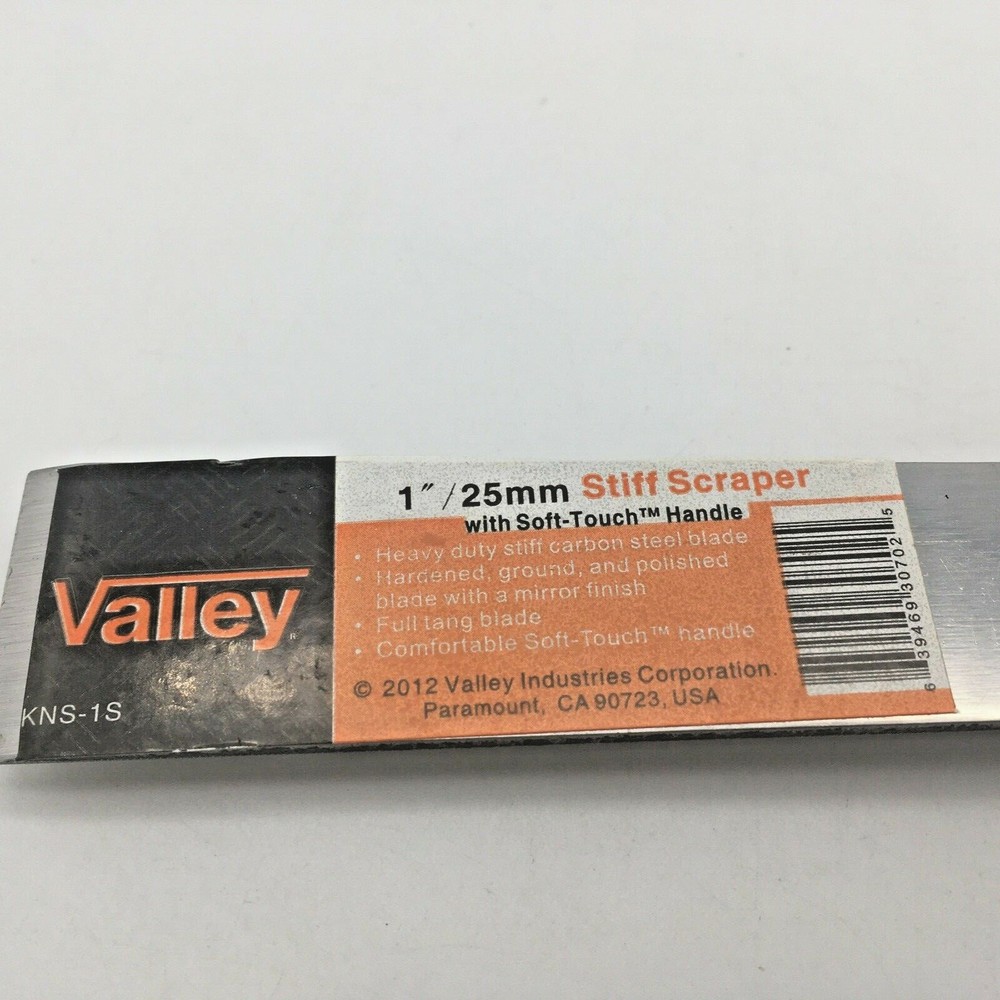 Valley®
KNS-1S
1″/25mm Stiff Scraper
with Soft-Touch™ Handle
• Heavy duty stiff carbon steel blade
• Hardened, ground, and polished
blade with a mirror finish
• Full tang blade
• Comfortable Soft-Touch™ handle
© 2012 Valley Industries Corporation.
Paramount, CA 90723, USA
6 39469 30702 5